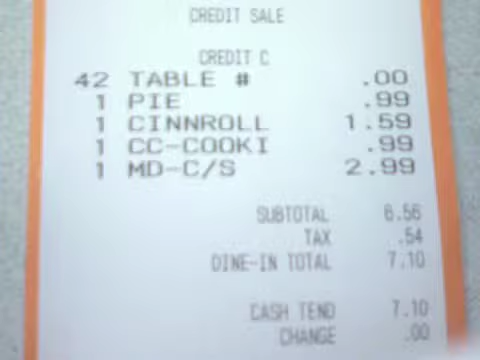 CREDIT SALE
CREDIT C
42 TABLE # .00
1 PIE .99
1 CINNROLL 1.59
1 CC-COOKI .99
1 MD-C/S 2.99
SUBTOTAL 6.56
TAX .54
DINE-IN TOTAL 7.10
CASH TEND 7.10
CHANGE .00